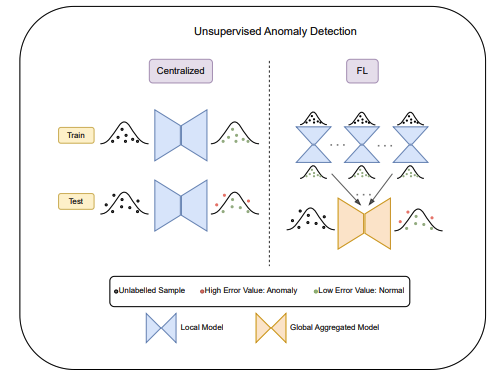 Unsupervised Anomaly Detection
Centralized
FL
Train
Test
Unlabelled Sample
High Error Value: Anomaly
Low Error Value: Normal
Local Model
Global Aggregated Model